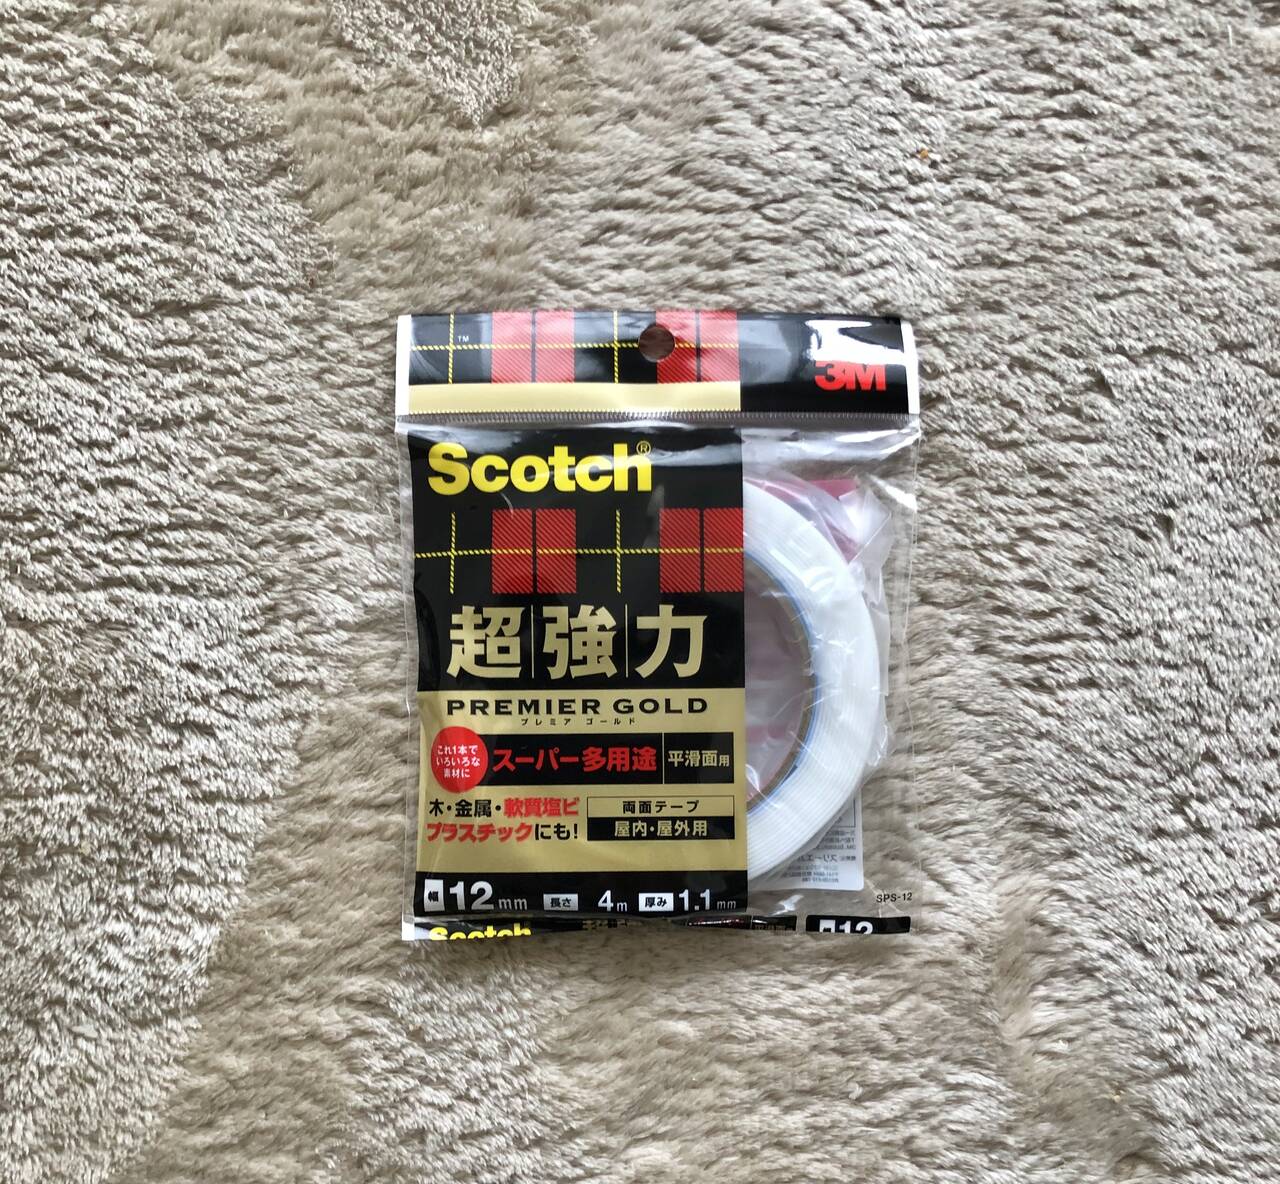 TM
3M
Scotch®
超強力
PREMIER GOLD
プレミア ゴールド
これ1本で
いろいろな
素材に
スーパー多用途 平滑面用
木・金属・軟質塩ビ
プラスチックにも!
両面テープ
屋内・屋外用
幅 12mm 長さ 4m 厚み 1.1mm
SPS-12
Scotch 12